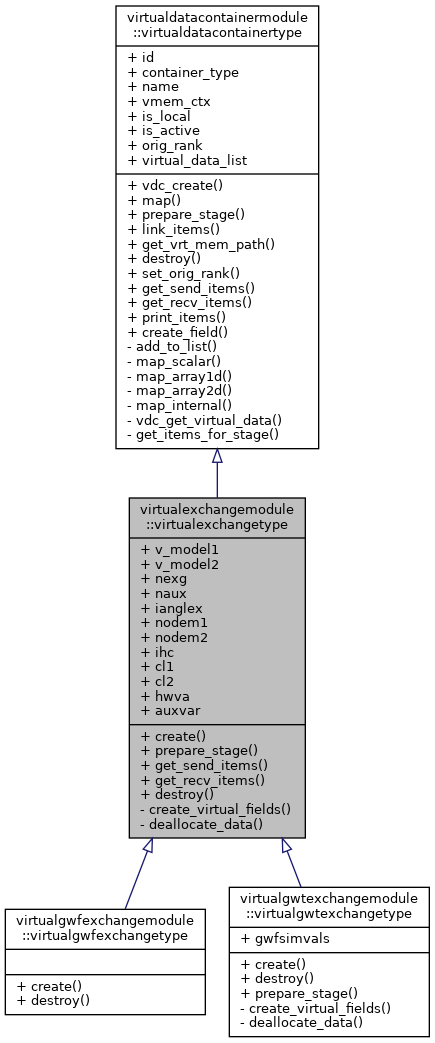 virtualdatacontainermodule
::virtualdatacontainertype
+ id
+ container_type
+ name
+ vmem_ctx
+ is_local
+ is_active
+ orig_rank
+ virtual_data_list
+ vdc_create()
+ map()
+ prepare_stage()
+ link_items()
+ get_vrt_mem_path()
+ destroy()
+ set_orig_rank()
+ get_send_items()
+ get_recv_items()
+ print_items()
+ create_field()
- add_to_list()
- map_scalar()
- map_array1d()
- map_array2d()
- map_internal()
- vdc_get_virtual_data()
- get_items_for_stage()
virtualexchangemodule
::virtualexchangetype
+ v_model1
+ v_model2
+ nexg
+ naux
+ ianglex
+ nodem1
+ nodem2
+ ihc
+ cl1
+ cl2
+ hwva
+ auxvar
+ create()
+ prepare_stage()
+ get_send_items()
+ get_recv_items()
+ destroy()
- create_virtual_fields()
- deallocate_data()
virtualgwfexchangemodule
::virtualgwfexchangetype
+ create()
+ destroy()
virtualgwtexchangemodule
::virtualgwtexchangetype
+ gwfsimvals
+ create()
+ destroy()
+ prepare_stage()
- create_virtual_fields()
- deallocate_data()